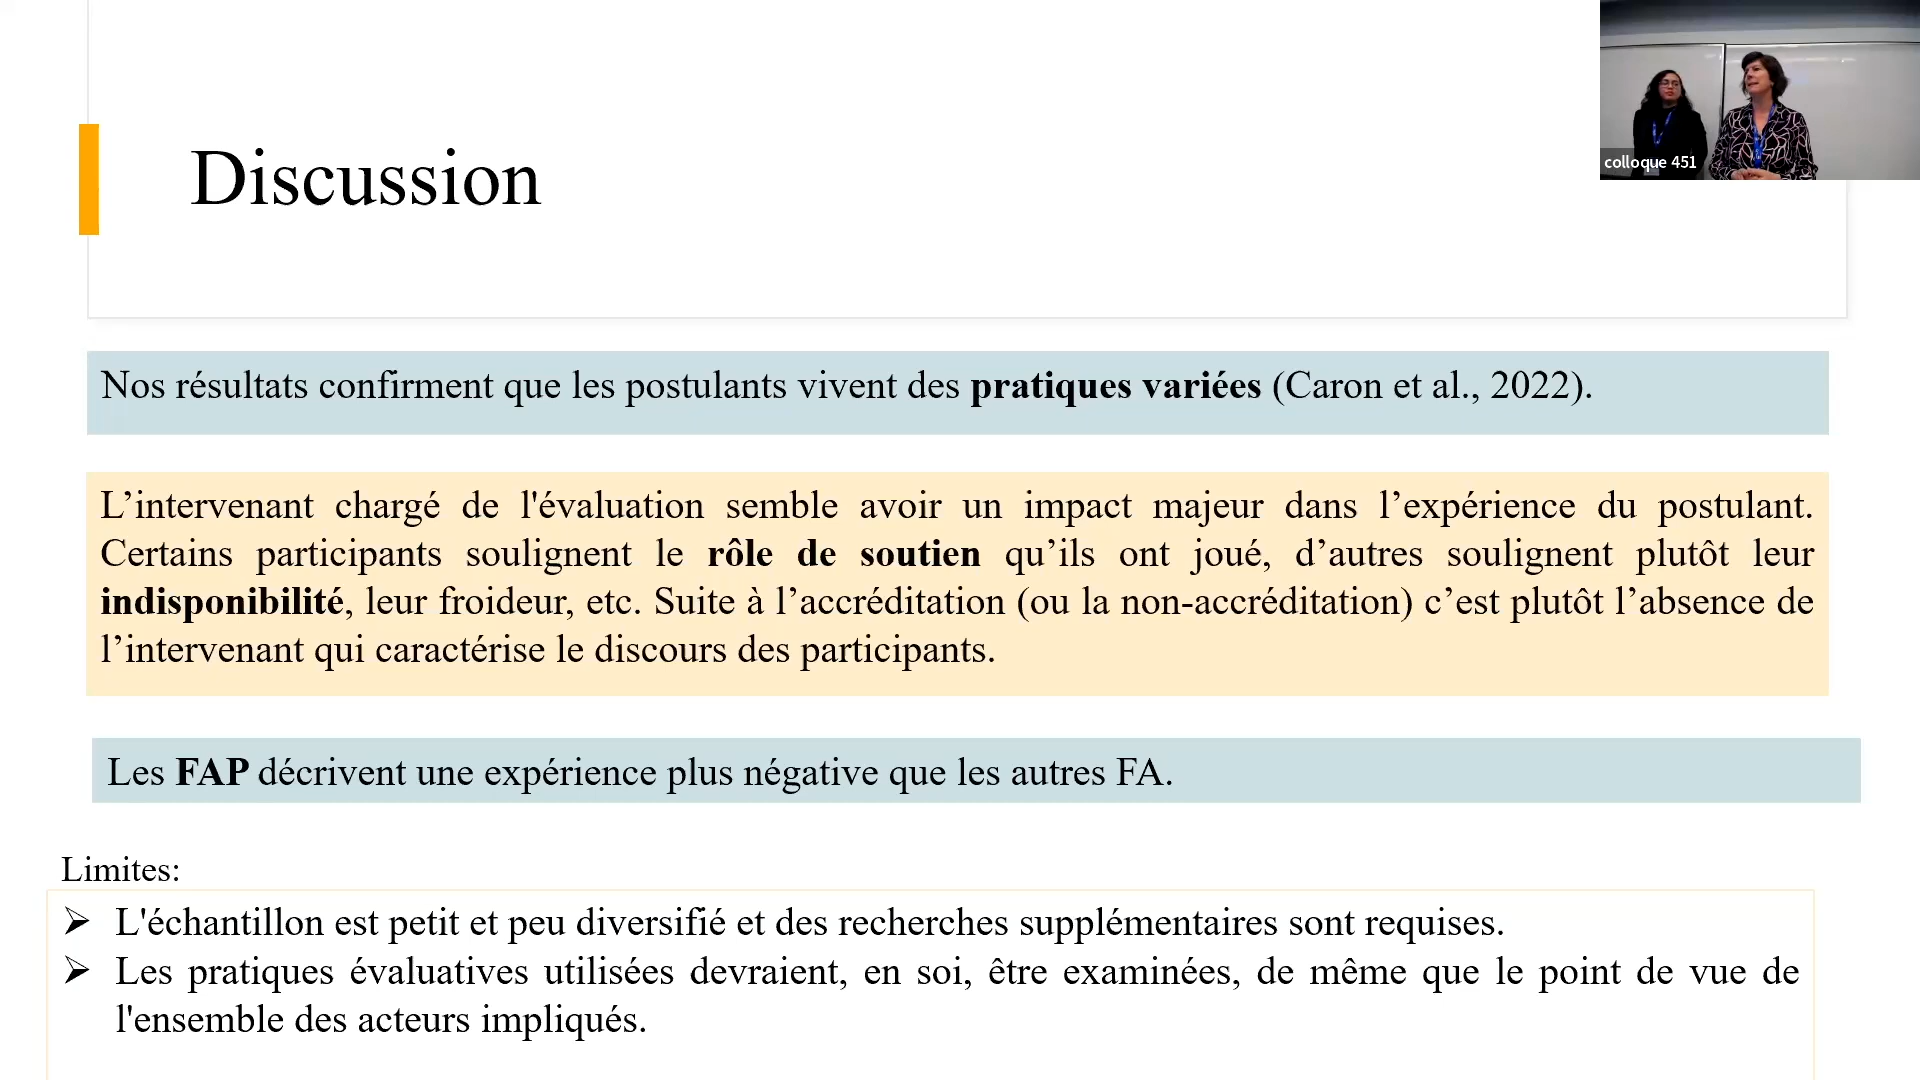 Discussion
colloque 451
Nos résultats confirment que les postulants vivent des pratiques variées (Caron et al., 2022).
L’intervenant chargé de l'évaluation semble avoir un impact majeur dans l’expérience du postulant.
Certains participants soulignent le rôle de soutien qu’ils ont joué, d’autres soulignent plutôt leur
indisponibilité, leur froideur, etc. Suite à l’accréditation (ou la non-accréditation) c’est plutôt l’absence de
l’intervenant qui caractérise le discours des participants.
Les FAP décrivent une expérience plus négative que les autres FA.
Limites:
➢ L'échantillon est petit et peu diversifié et des recherches supplémentaires sont requises.
➢ Les pratiques évaluatives utilisées devraient, en soi, être examinées, de même que le point de vue de
l'ensemble des acteurs impliqués.